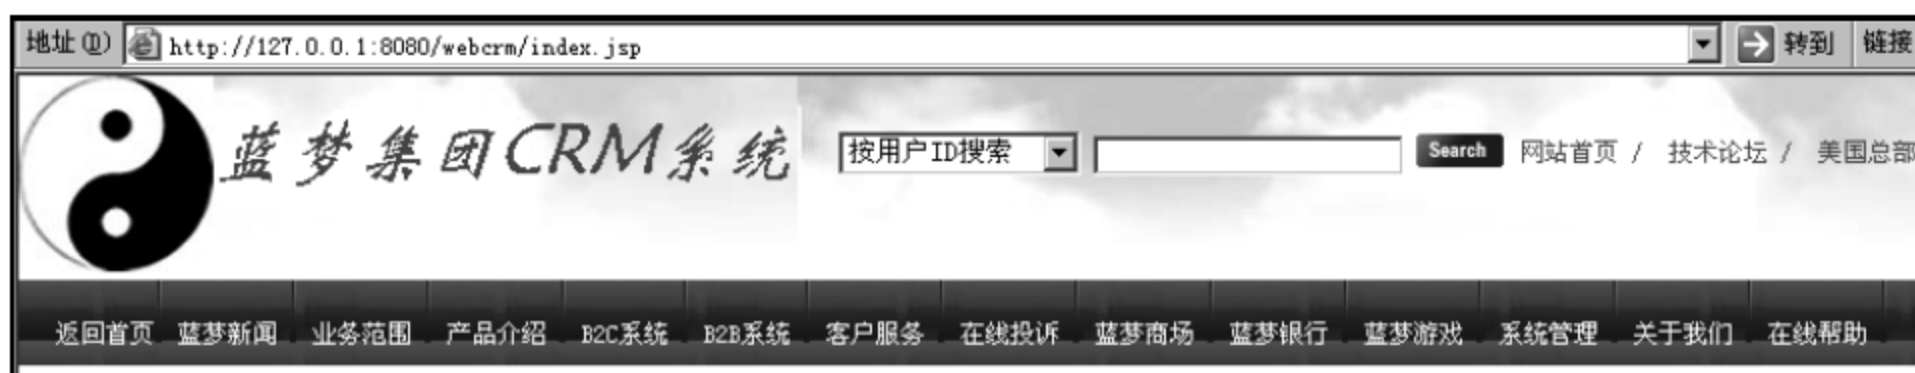 地址(D) http://127.0.0.1:8080/webcrm/index.jsp 转到 链接
蓝梦集团CRM系统 按用户ID搜索 Search 网站首页 / 技术论坛 / 美国总部
返回首页 蓝梦新闻 业务范围 产品介绍 B2C系统 B2B系统 客户服务 在线投诉 蓝梦商场 蓝梦银行 蓝梦游戏 系统管理 关于我们 在线帮助